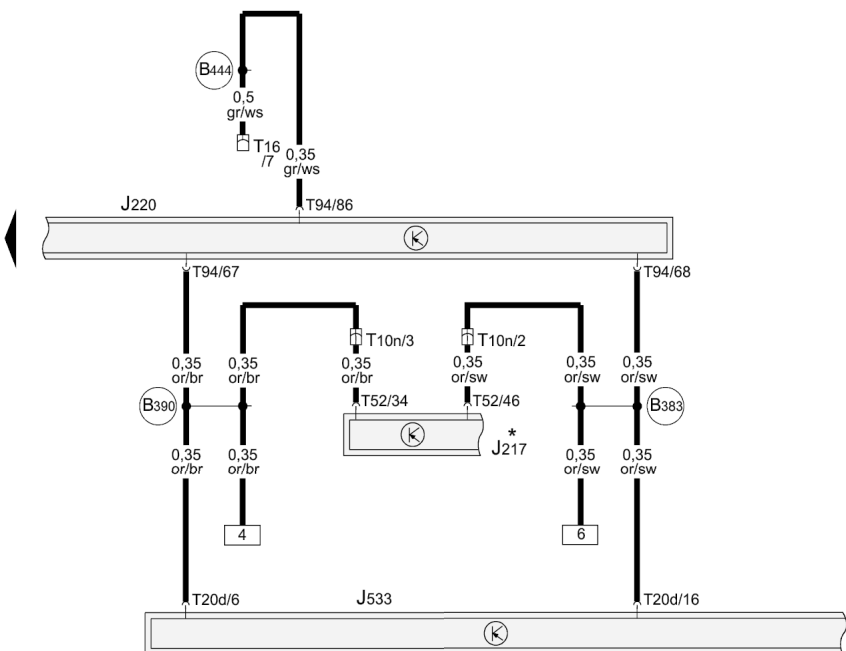 B444
0,5
gr/ws
T16
/7
0,35
gr/ws
J220
T94/86
T94/67
T94/68
T10n/3
T10n/2
0,35
or/br
0,35
or/br
0,35
or/br
0,35
or/sw
0,35
or/sw
0,35
or/sw
B390
T52/34
T52/46
B383
*
J217
0,35
or/br
0,35
or/br
0,35
or/sw
0,35
or/sw
4
6
T20d/6
J533
T20d/16